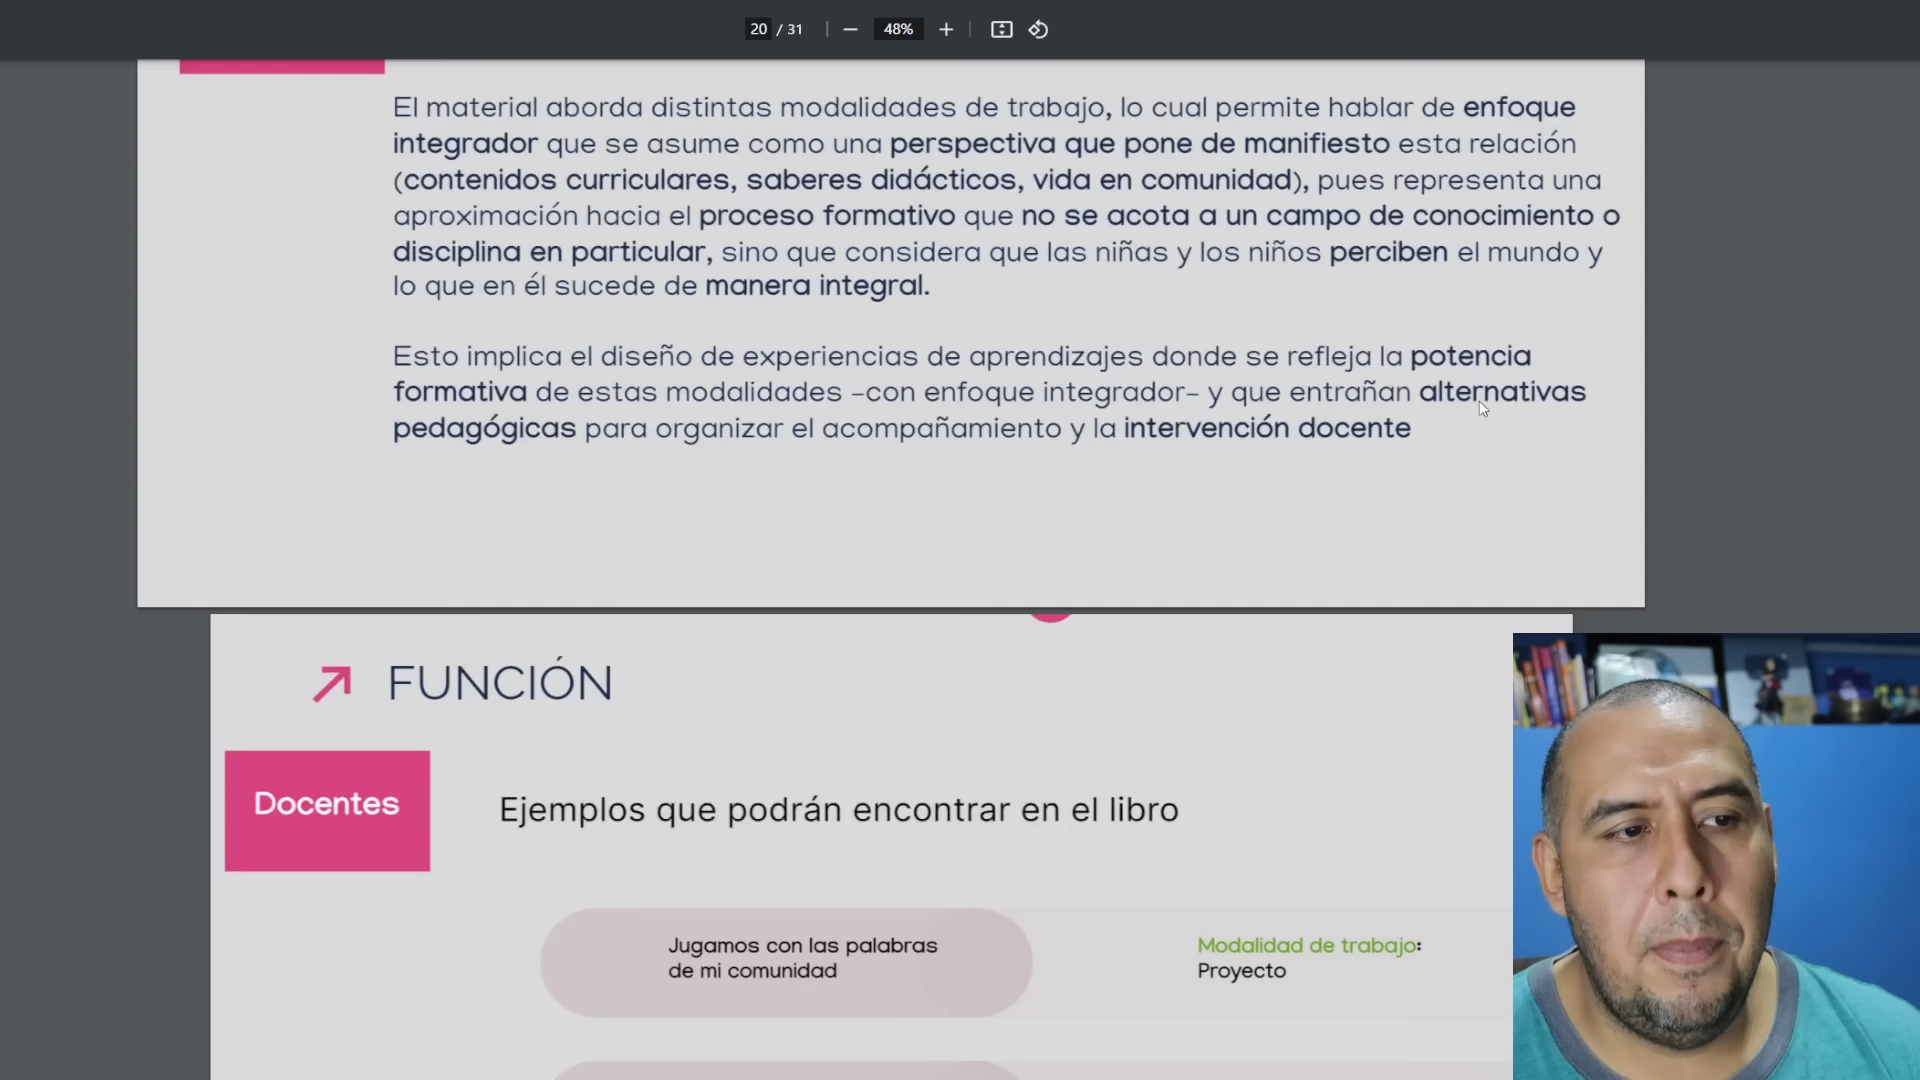 20 / 31
48%
El material aborda distintas modalidades de trabajo, lo cual permite hablar de enfoque
integrador que se asume como una perspectiva que pone de manifiesto esta relación
(contenidos curriculares, saberes didácticos, vida en comunidad), pues representa una
aproximación hacia el proceso formativo que no se acota a un campo de conocimiento o
disciplina en particular, sino que considera que las niñas y los niños perciben el mundo y
lo que en él sucede de manera integral.
Esto implica el diseño de experiencias de aprendizajes donde se refleja la potencia
formativa de estas modalidades -con enfoque integrador- y que entrañan alternativas
pedagógicas para organizar el acompañamiento y la intervención docente
FUNCIÓN
Docentes
Ejemplos que podrán encontrar en el libro
Jugamos con las palabras
de mi comunidad
Modalidad de trabajo:
Proyecto